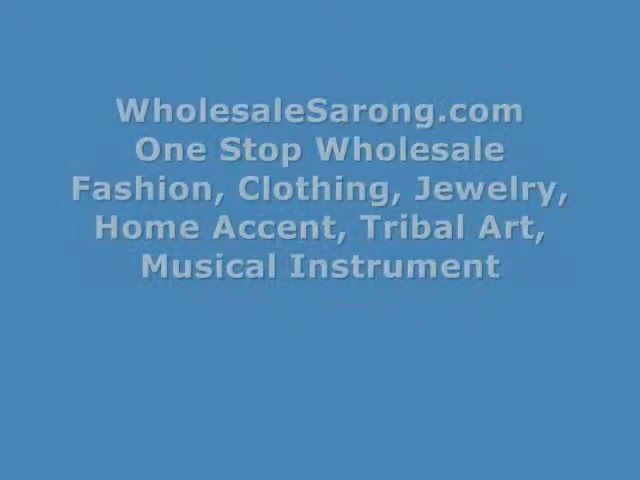 WholesaleSarong.com
One Stop Wholesale
Fashion, Clothing, Jewelry,
Home Accent, Tribal Art,
Musical Instrument